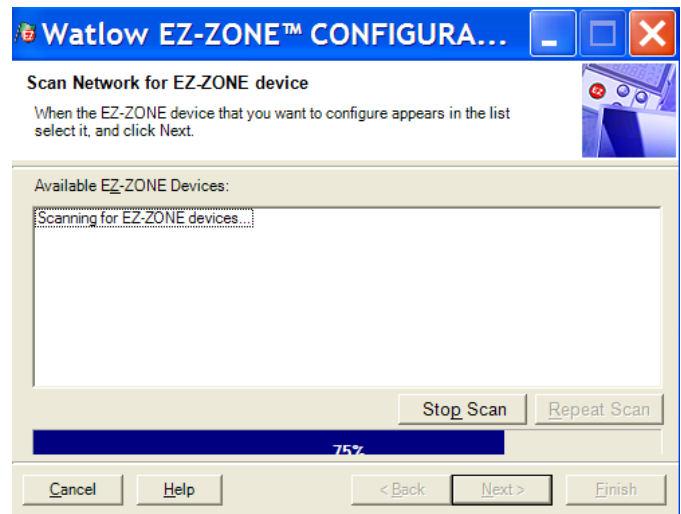 Watlow EZ-ZONE™ CONFIGURA...
Scan Network for EZ-ZONE device
When the EZ-ZONE device that you want to configure appears in the list
select it, and click Next.
EZ
Available EZ-ZONE Devices:
Scanning for EZ-ZONE devices...
Stop Scan Repeat Scan
75%
Cancel Help < Back Next > Finish